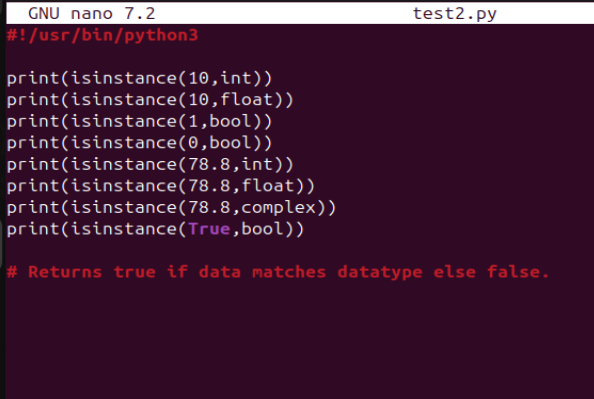 GNU nano 7.2 test2.py
#!/usr/bin/python3
print(isinstance(10,int))
print(isinstance(10,float))
print(isinstance(1,bool))
print(isinstance(0,bool))
print(isinstance(78.8,int))
print(isinstance(78.8,float))
print(isinstance(78.8,complex))
print(isinstance(True,bool))
# Returns true if data matches datatype else false.